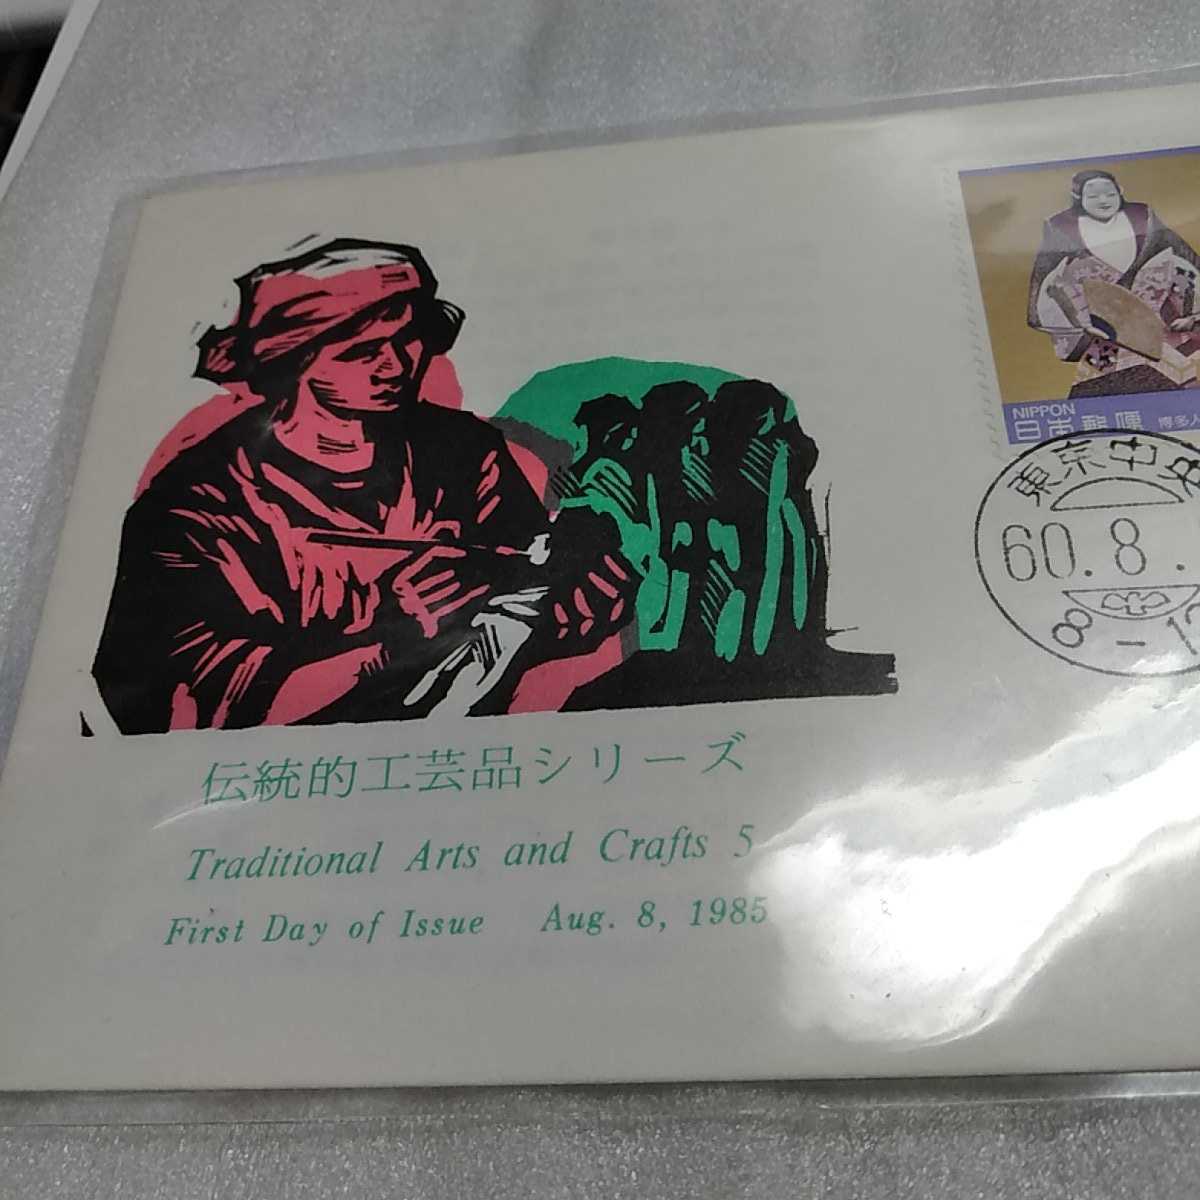 NIPPON
日本郵便 博多人
東京中央
60.8.
8-12
伝統的工芸品シリーズ
Traditional Arts and Crafts 5
First Day of Issue Aug. 8, 1985